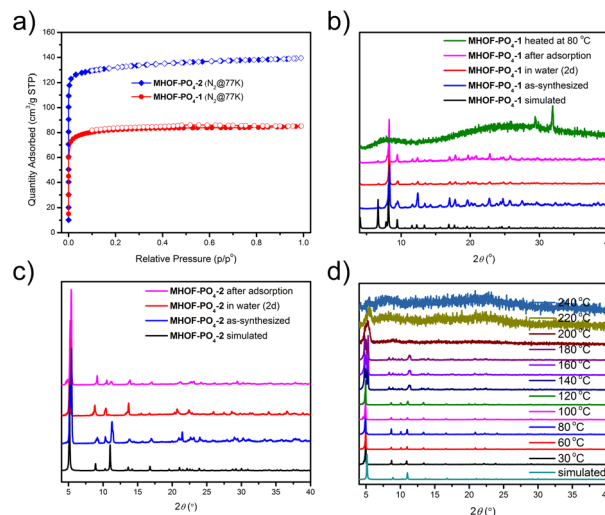 a)
160
140
120
100
80
60
40
20
0
Quantity Adsorbed (cm³/g STP)
MHOF-PO₄-2 (N₂@77K)
MHOF-PO₄-1 (N₂@77K)
0.0 0.2 0.4 0.6 0.8 1.0
Relative Pressure (p/p°)
b)
MHOF-PO₄-1 heated at 80 °C
MHOF-PO₄-1 after adsorption
MHOF-PO₄-1 in water (2d)
MHOF-PO₄-1 as-synthesized
MHOF-PO₄-1 simulated
10 20 30 40
2θ (°)
c)
MHOF-PO₄-2 after adsorption
MHOF-PO₄-2 in water (2d)
MHOF-PO₄-2 as-synthesized
MHOF-PO₄-2 simulated
5 10 15 20 25 30 35 40
2θ (°)
d)
240 °C
220 °C
200 °C
180 °C
160 °C
140 °C
120 °C
100 °C
80 °C
60 °C
30 °C
simulated
5 10 15 20 25 30 35 40
2θ (°)